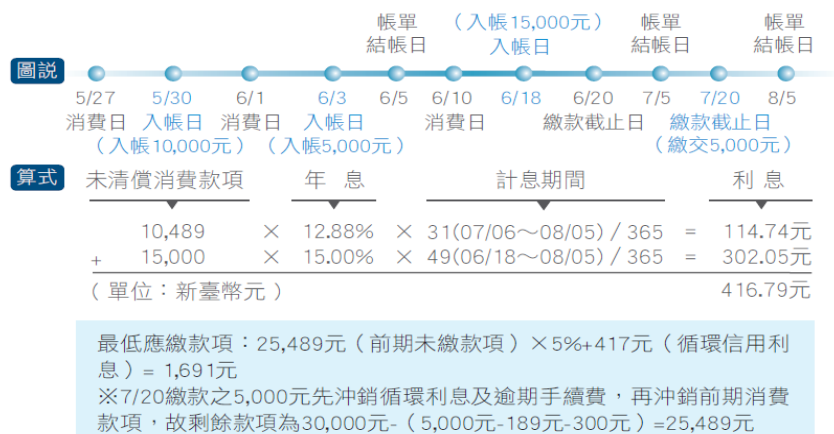 帳單 （入帳15,000元） 帳單 帳單
結帳日 入帳日 結帳日 結帳日
圖説
5/27 5/30 6/1 6/3 6/5 6/10 6/18 6/20 7/5 7/20 8/5
消費日 入帳日 消費日 入帳日 消費日 繳款截止日 繳款截止日
（入帳10,000元） （入帳5,000元） （繳交5,000元）
算式 未清償消費款項 年 息 計息期間 利 息
10,489 × 12.88% × 31(07/06～08/05) / 365 = 114.74元
+ 15,000 × 15.00% × 49(06/18～08/05) / 365 = 302.05元
（ 單位：新臺幣元 ） 416.79元
最低應繳款項：25,489元（前期未繳款項）×5%+417元（循環信用利
息）= 1,691元
※7/20繳款之5,000元先沖銷循環利息及逾期手續費，再沖銷前期消費
款項，故剩餘款項為30,000元-（5,000元-189元-300元）=25,489元